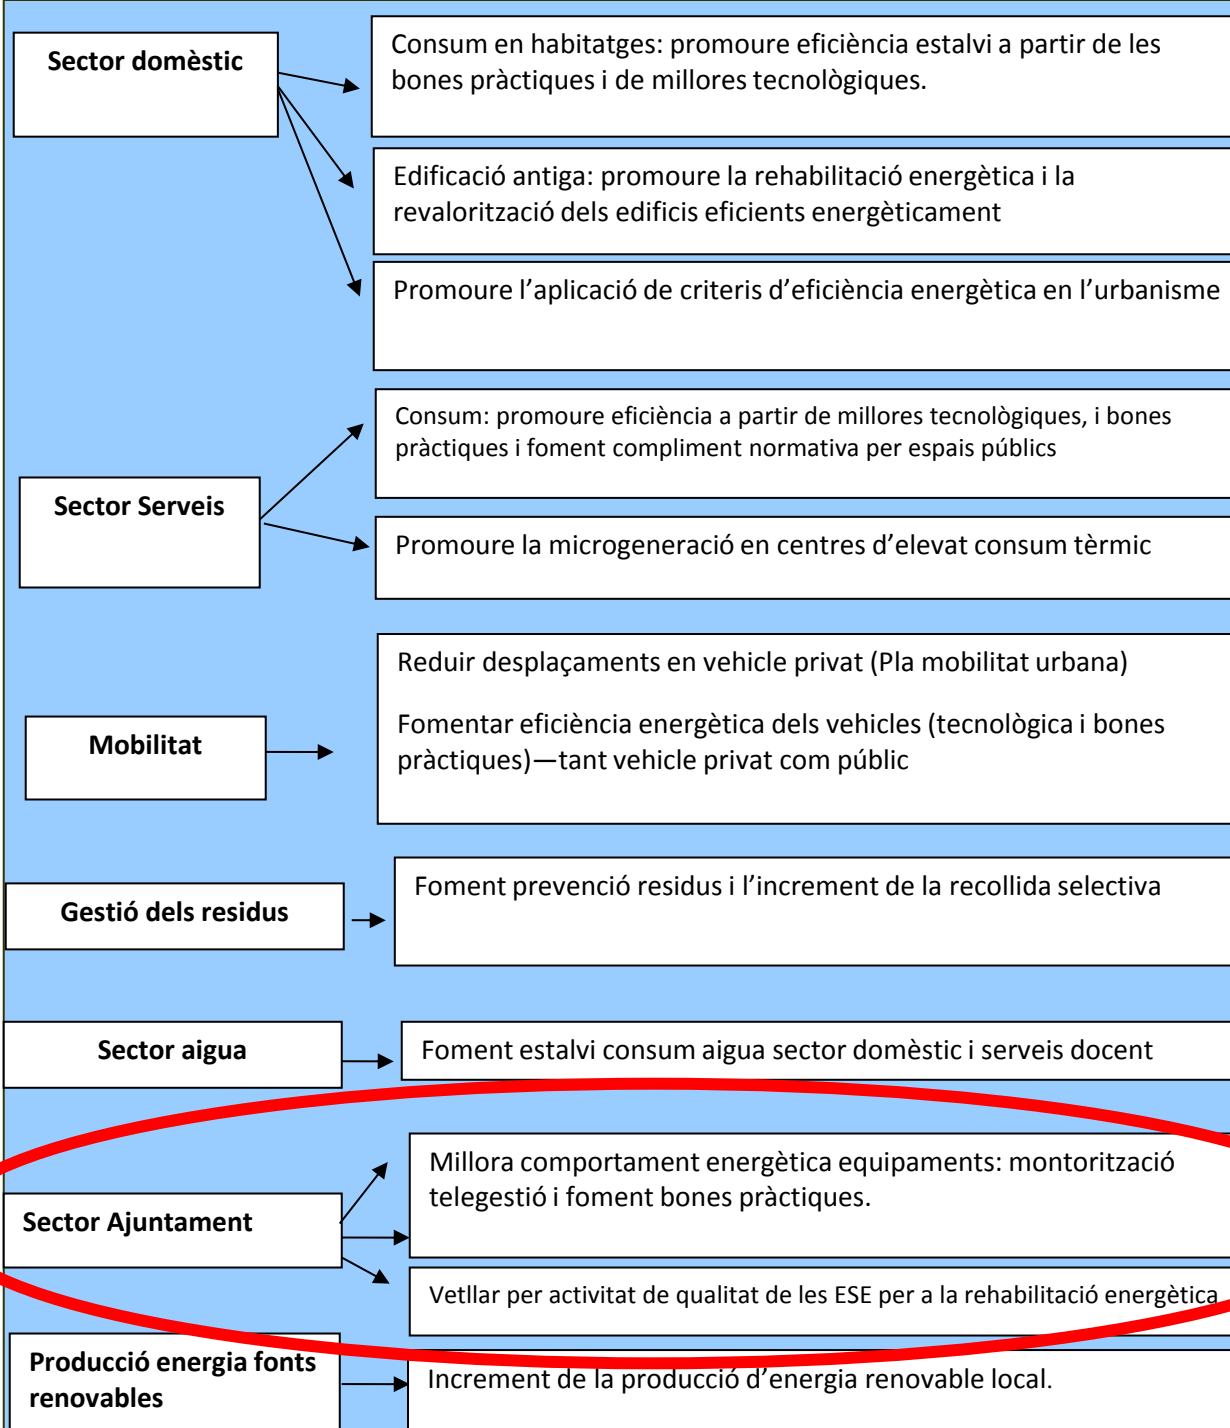 Sector domèstic
Consum en habitatges: promoure eficiència estalvi a partir de les
bones pràctiques i de millores tecnològiques.
Edificació antiga: promoure la rehabilitació energètica i la
revalorització dels edificis eficients energèticament
Promoure l’aplicació de criteris d’eficiència energètica en l’urbanisme
Sector Serveis
Consum: promoure eficiència a partir de millores tecnològiques, i bones
pràctiques i foment compliment normativa per espais públics
Promoure la microgeneració en centres d’elevat consum tèrmic
Mobilitat
Reduir desplaçaments en vehicle privat (Pla mobilitat urbana)
Fomentar eficiència energètica dels vehicles (tecnològica i bones
pràctiques)—tant vehicle privat com públic
Gestió dels residus
Foment prevenció residus i l’increment de la recollida selectiva
Sector aigua
Foment estalvi consum aigua sector domèstic i serveis docent
Sector Ajuntament
Millora comportament energètica equipaments: montorització
telegestió i foment bones pràctiques.
Vetllar per activitat de qualitat de les ESE per a la rehabilitació energètica
Producció energia fonts
renovables
Increment de la producció d’energia renovable local.